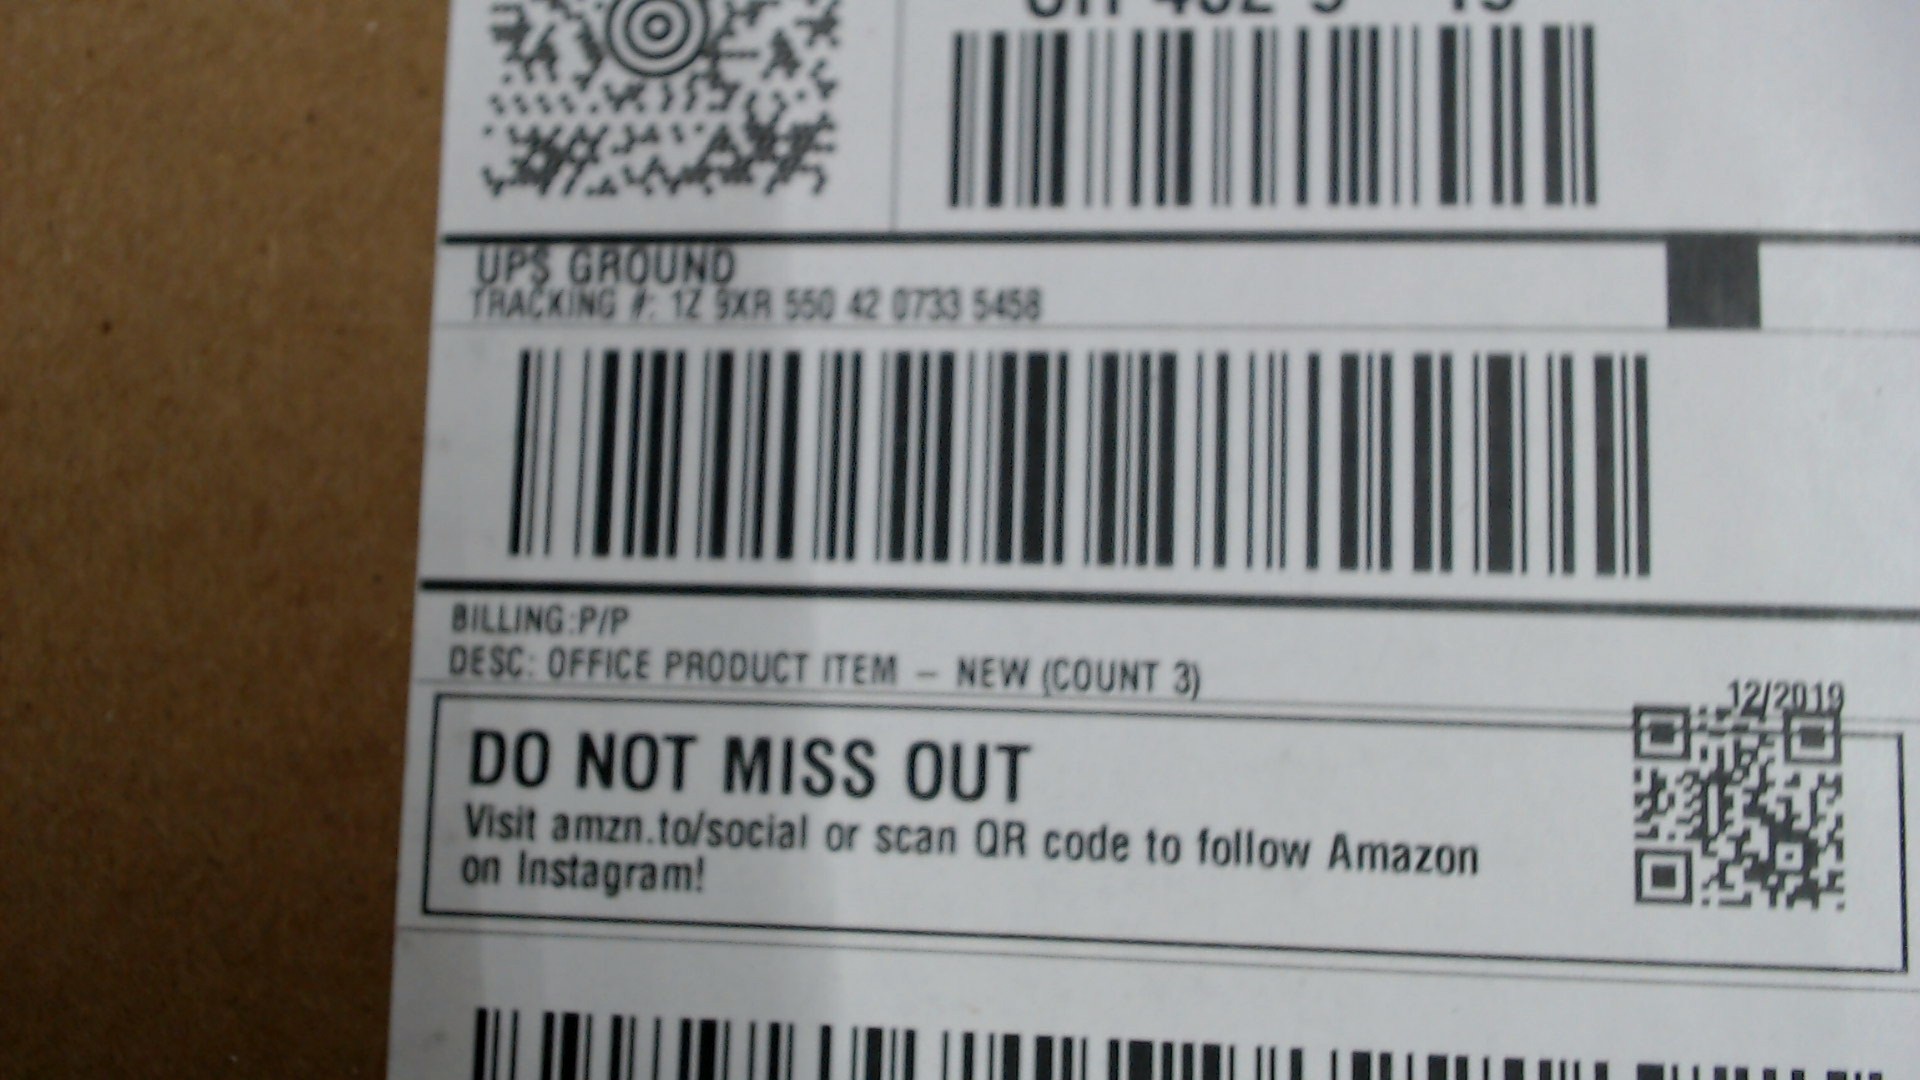 UPS GROUND
TRACKING #: 1Z 9XR 550 42 0733 5458
BILLING:P/P
DESC: OFFICE PRODUCT ITEM - NEW (COUNT 3)
12/2019
DO NOT MISS OUT
Visit amzn.to/social or scan QR code to follow Amazon
on Instagram!